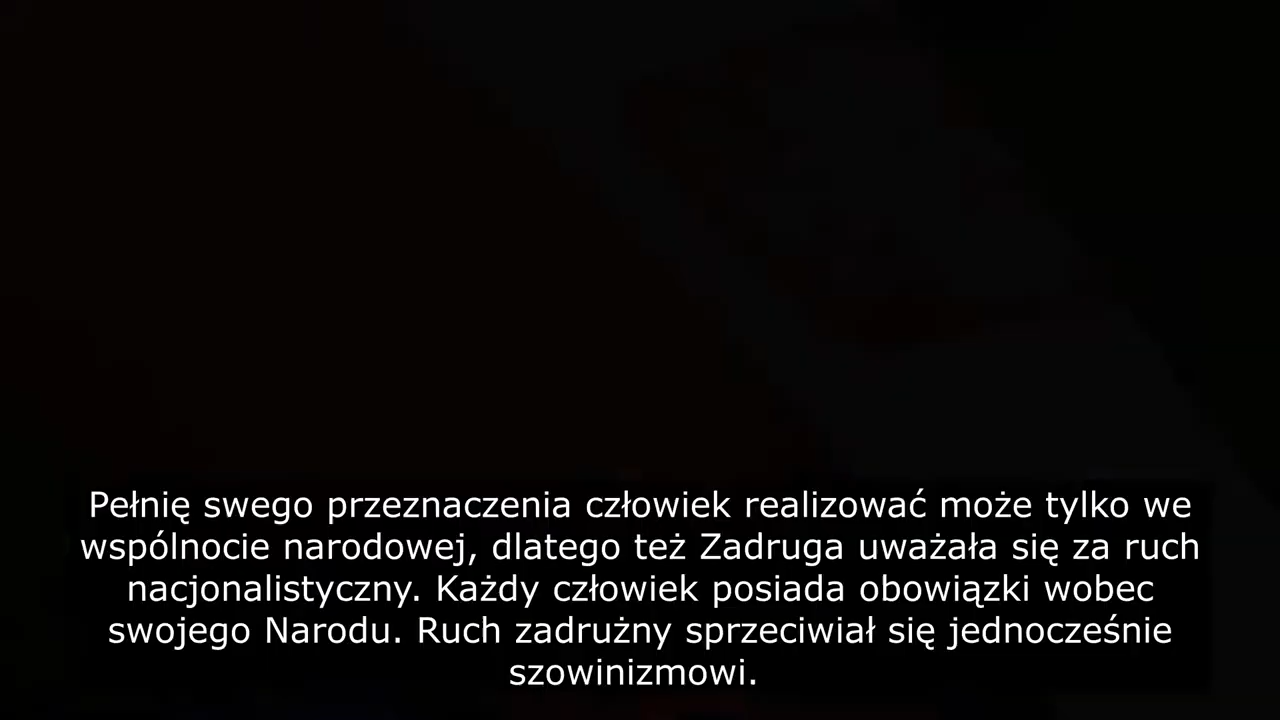 Pełnię swego przeznaczenia człowiek realizować może tylko we
wspólnocie narodowej, dlatego też Zadruga uważała się za ruch
nacjonalistyczny. Każdy człowiek posiada obowiązki wobec
swojego Narodu. Ruch zadrużny sprzeciwiał się jednocześnie
szowinizmowi.